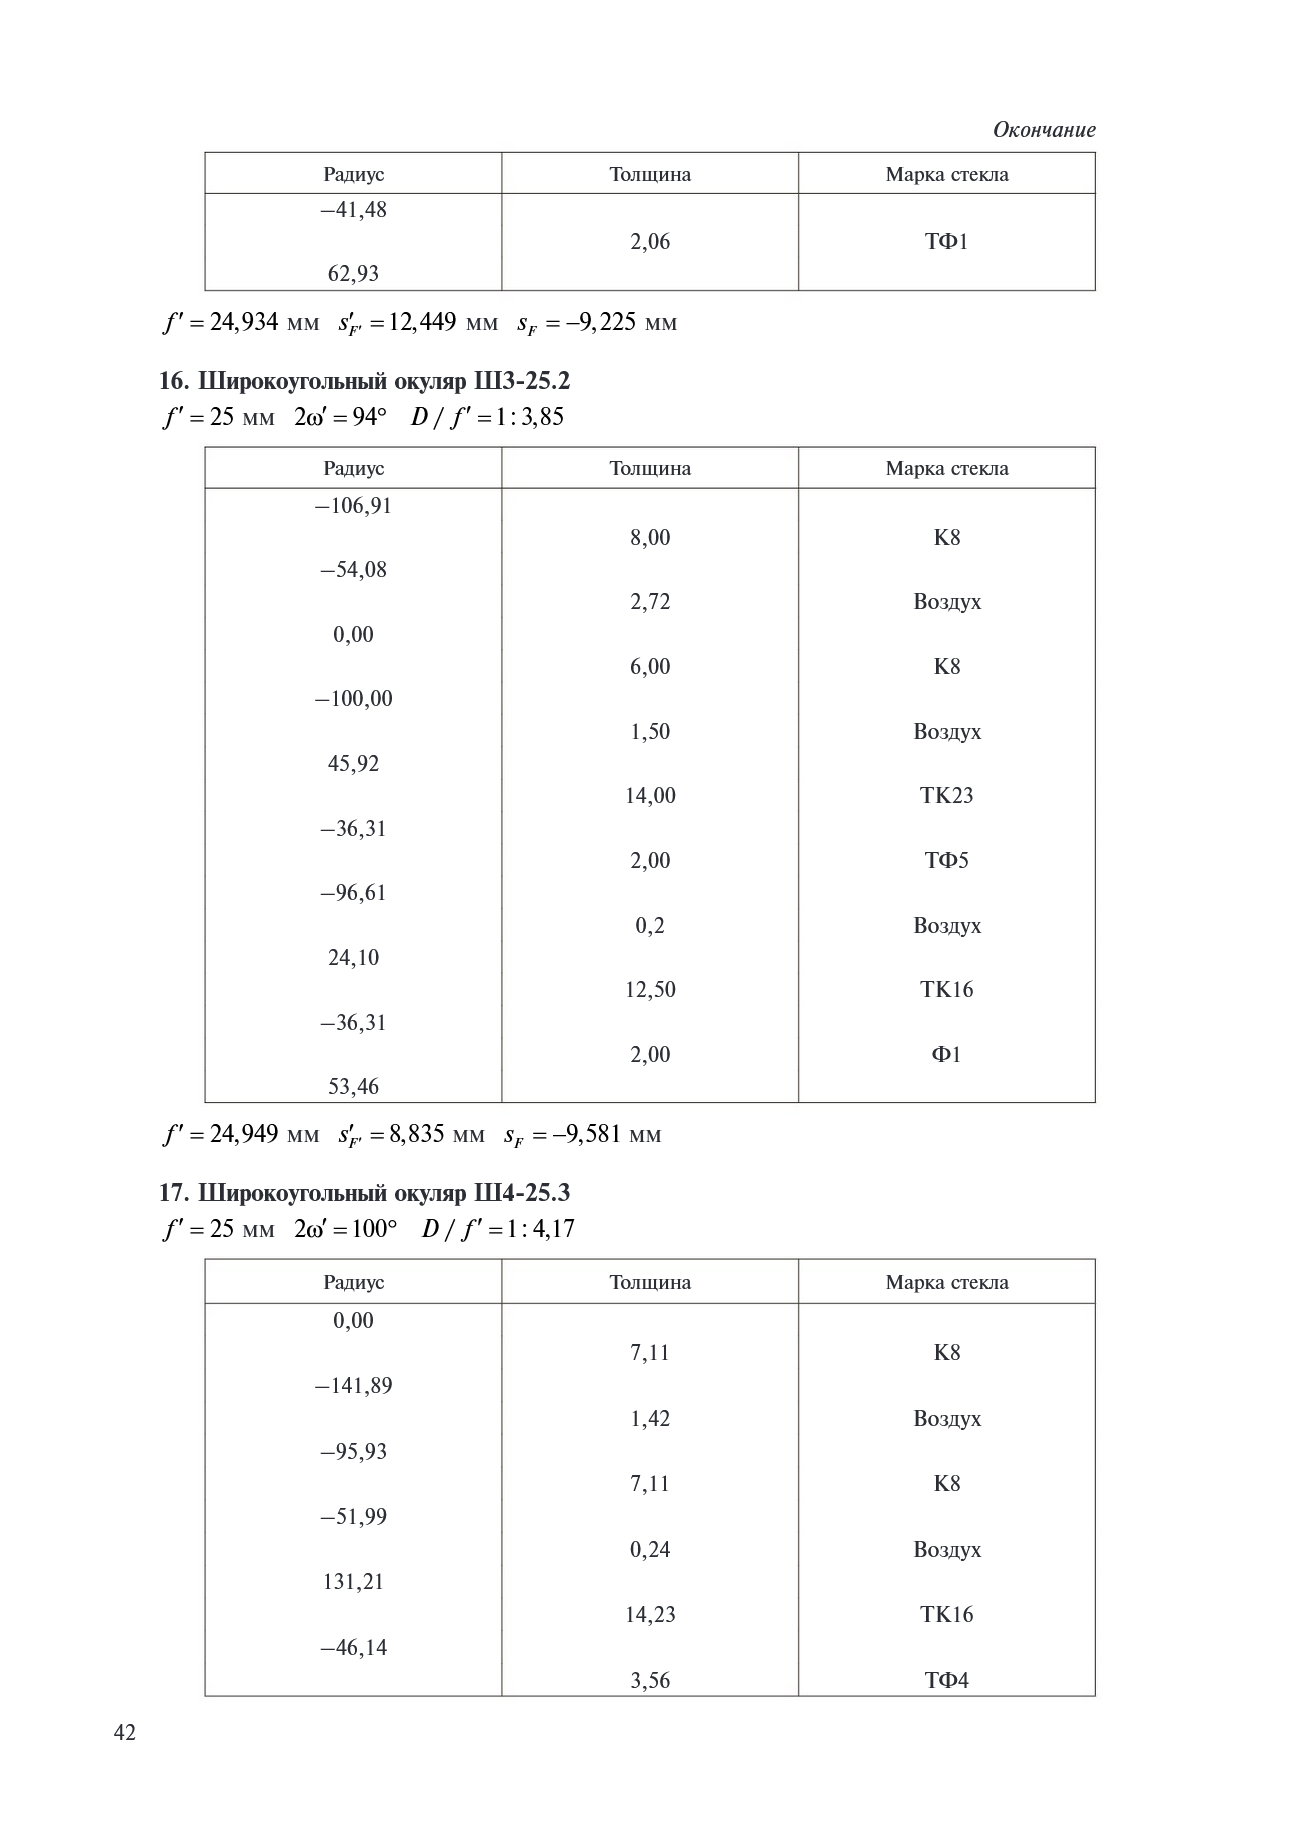 Окончание
Радиус Толщина Марка стекла
−41,48
2,06 ТФ1
62,93
f′ = 24,934 мм s′F′ = 12,449 мм sF = −9,225 мм
16. Широкоугольный окуляр Ш3-25.2
f′ = 25 мм 2ω′ = 94° D / f′ = 1 : 3,85
Радиус Толщина Марка стекла
−106,91
8,00 К8
−54,08
2,72 Воздух
0,00
6,00 К8
−100,00
1,50 Воздух
45,92
14,00 ТК23
−36,31
2,00 ТФ5
−96,61
0,2 Воздух
24,10
12,50 ТК16
−36,31
2,00 Ф1
53,46
f′ = 24,949 мм s′F′ = 8,835 мм sF = −9,581 мм
17. Широкоугольный окуляр Ш4-25.3
f′ = 25 мм 2ω′ = 100° D / f′ = 1 : 4,17
Радиус Толщина Марка стекла
0,00
7,11 К8
−141,89
1,42 Воздух
−95,93
7,11 К8
−51,99
0,24 Воздух
131,21
14,23 ТК16
−46,14
3,56 ТФ4
42